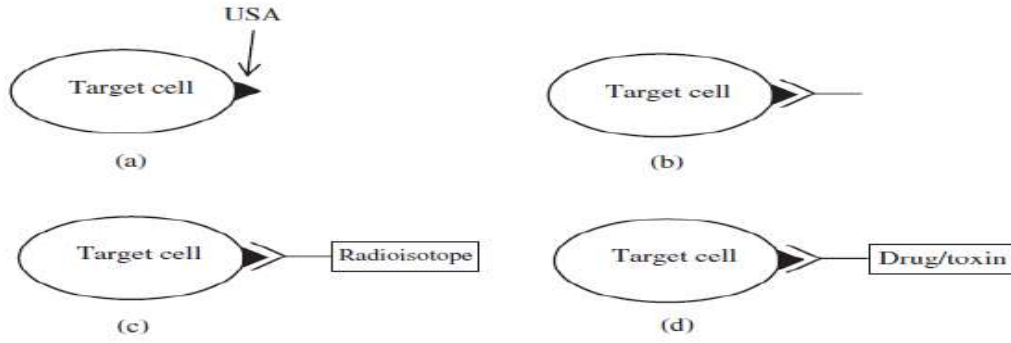 USA
Target cell
Target cell
(a)
(b)
Target cell
Radioisotope
Target cell
Drug/toxin
(c)
(d)